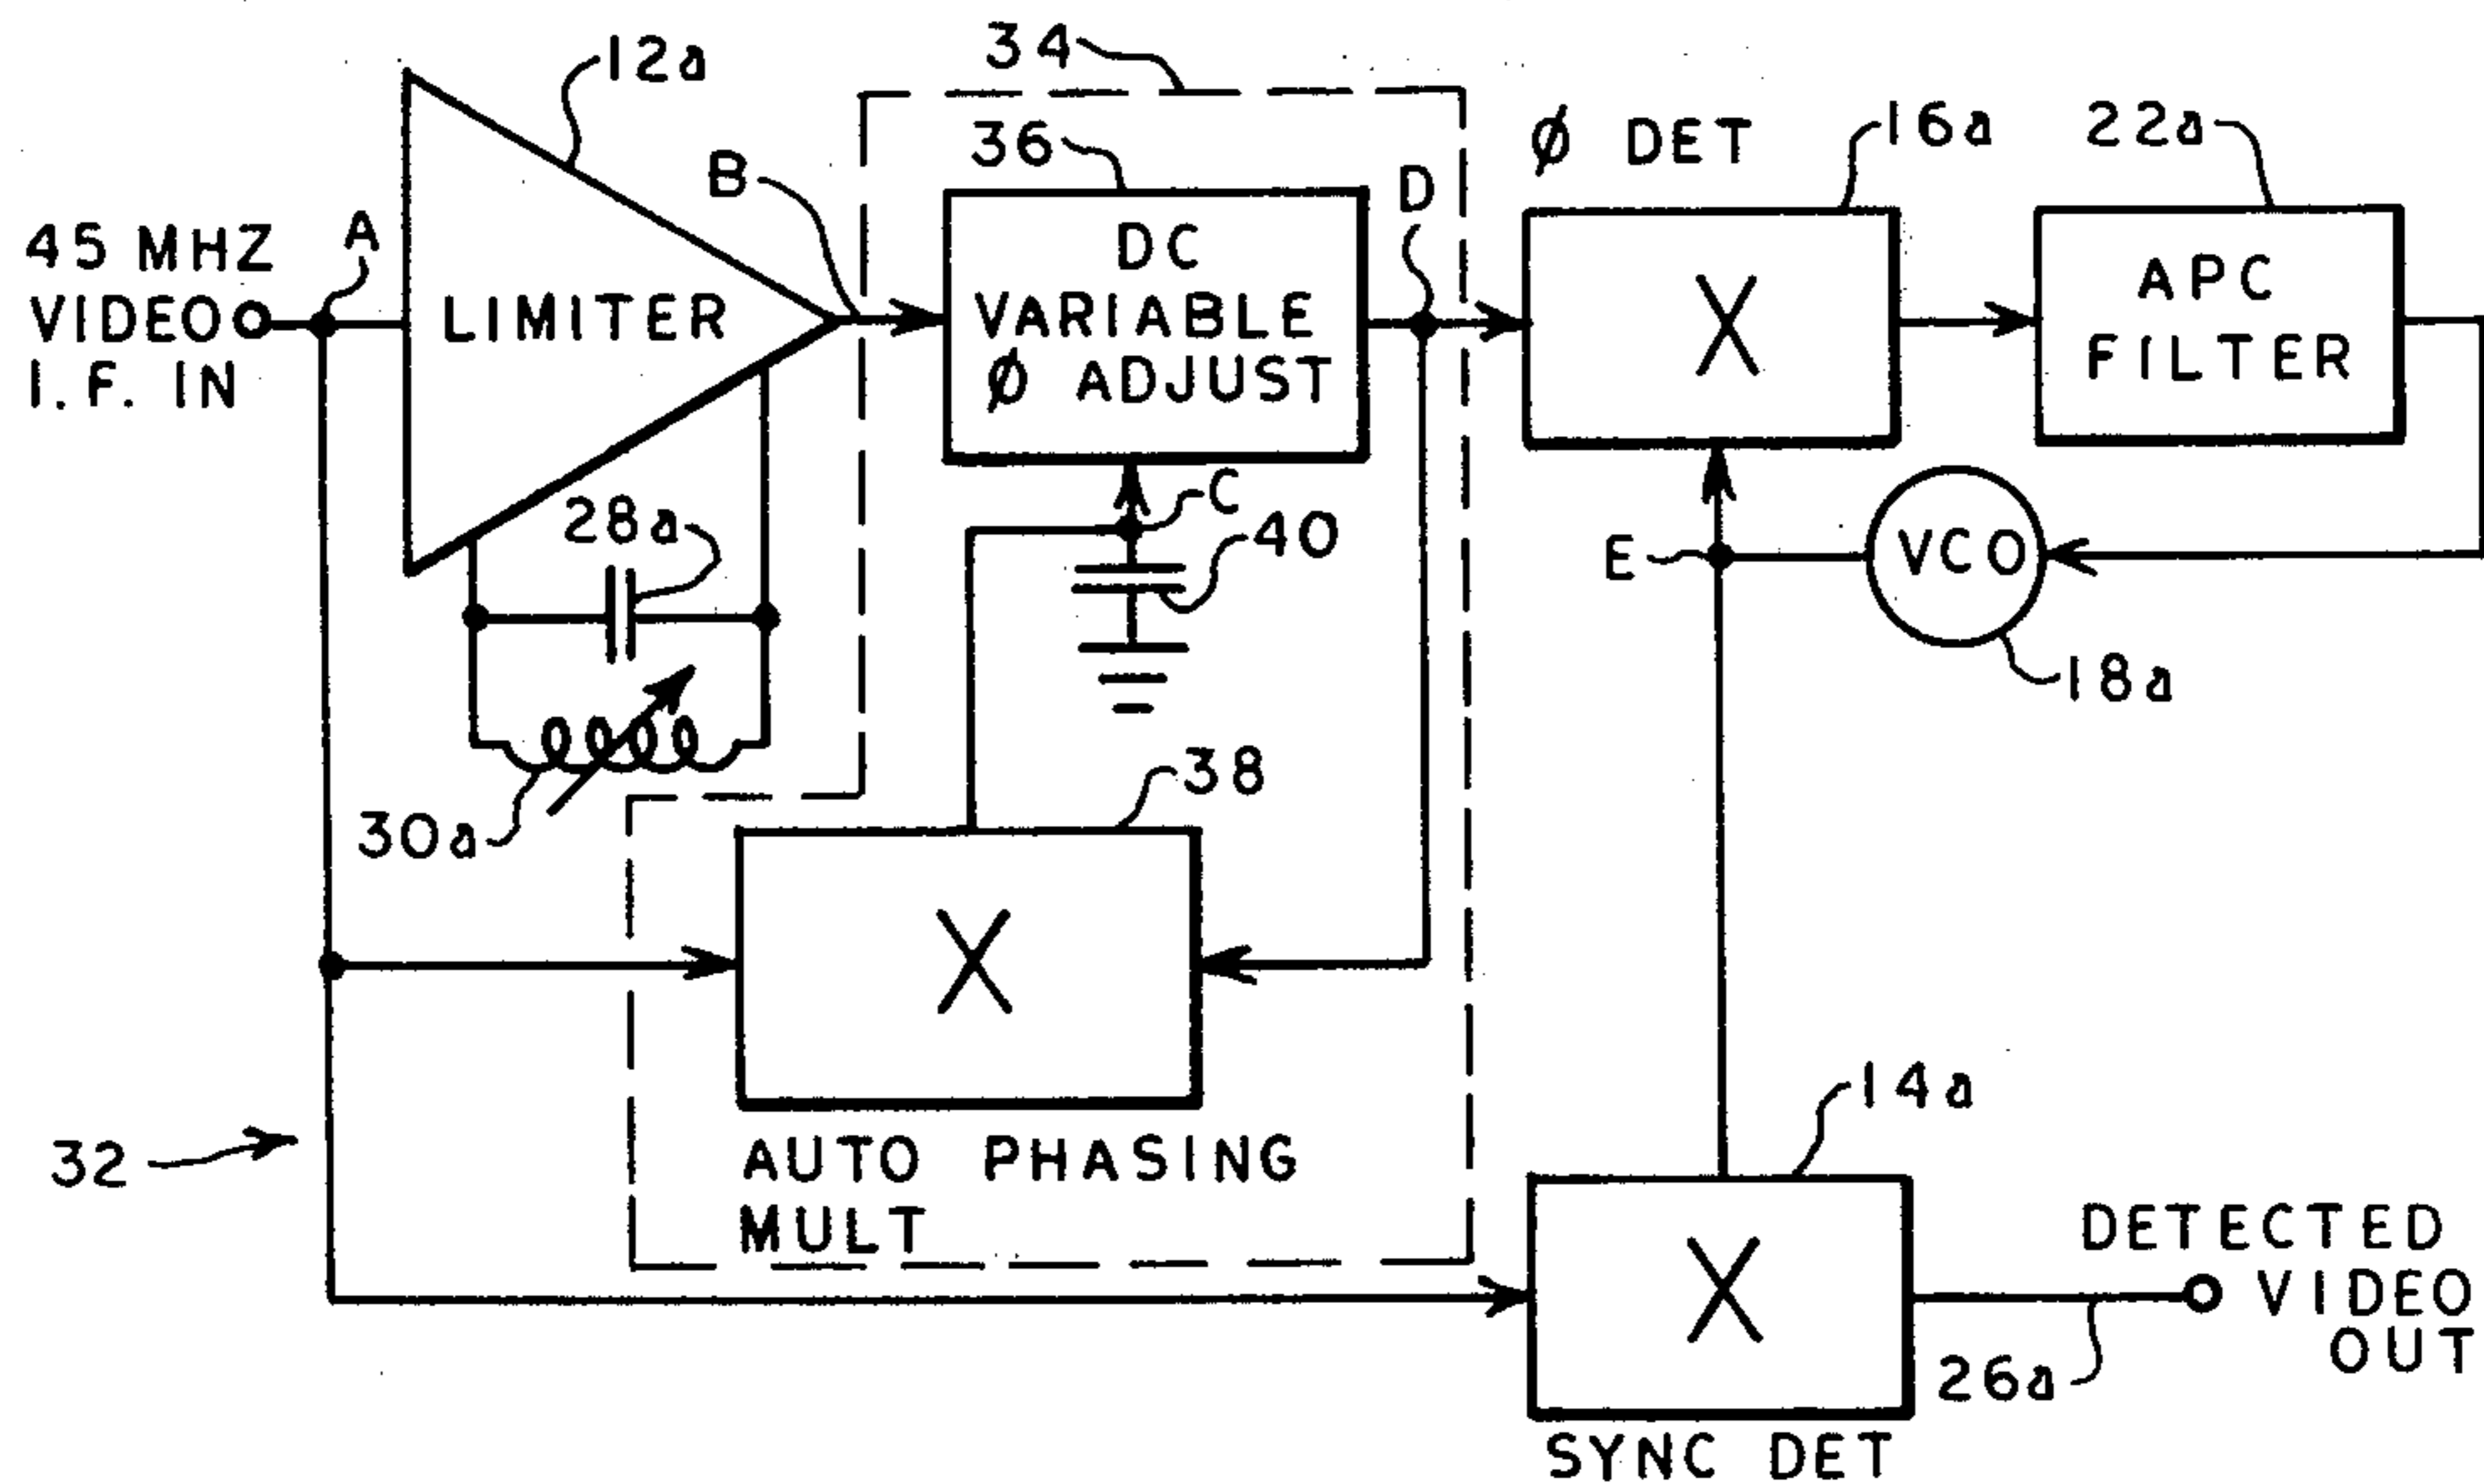 12a
34
36
B
D
Ø DET
16a
22a
45 MHZ
VIDEO
I.F. IN
A
LIMITER
DC
VARIABLE
Ø ADJUST
X
APC
FILTER
28a
C
40
E
VCO
18a
30a
38
X
AUTO PHASING
MULT
32
14a
X
DETECTED
VIDEO
OUT
26a
SYNC DET